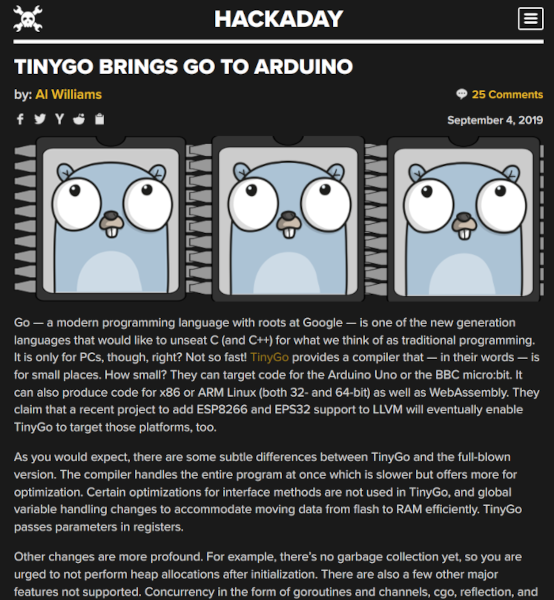 HACKADAY
TINYGO BRINGS GO TO ARDUINO
by: Al Williams
25 Comments
September 4, 2019
Go — a modern programming language with roots at Google — is one of the new generation
languages that would like to unseat C (and C++) for what we think of as traditional programming.
It is only for PCs, though, right? Not so fast! TinyGo provides a compiler that — in their words — is
for small places. How small? They can target code for the Arduino Uno or the BBC micro:bit. It
can also produce code for x86 or ARM Linux (both 32- and 64-bit) as well as WebAssembly. They
claim that a recent project to add ESP8266 and EPS32 support to LLVM will eventually enable
TinyGo to target those platforms, too.
As you would expect, there are some subtle differences between TinyGo and the full-blown
version. The compiler handles the entire program at once which is slower but offers more for
optimization. Certain optimizations for interface methods are not used in TinyGo, and global
variable handling changes to accommodate moving data from flash to RAM efficiently. TinyGo
passes parameters in registers.
Other changes are more profound. For example, there's no garbage collection yet, so you are
urged to not perform heap allocations after initialization. There are also a few other major
features not supported. Concurrency in the form of goroutines and channels, cgo, reflection, and